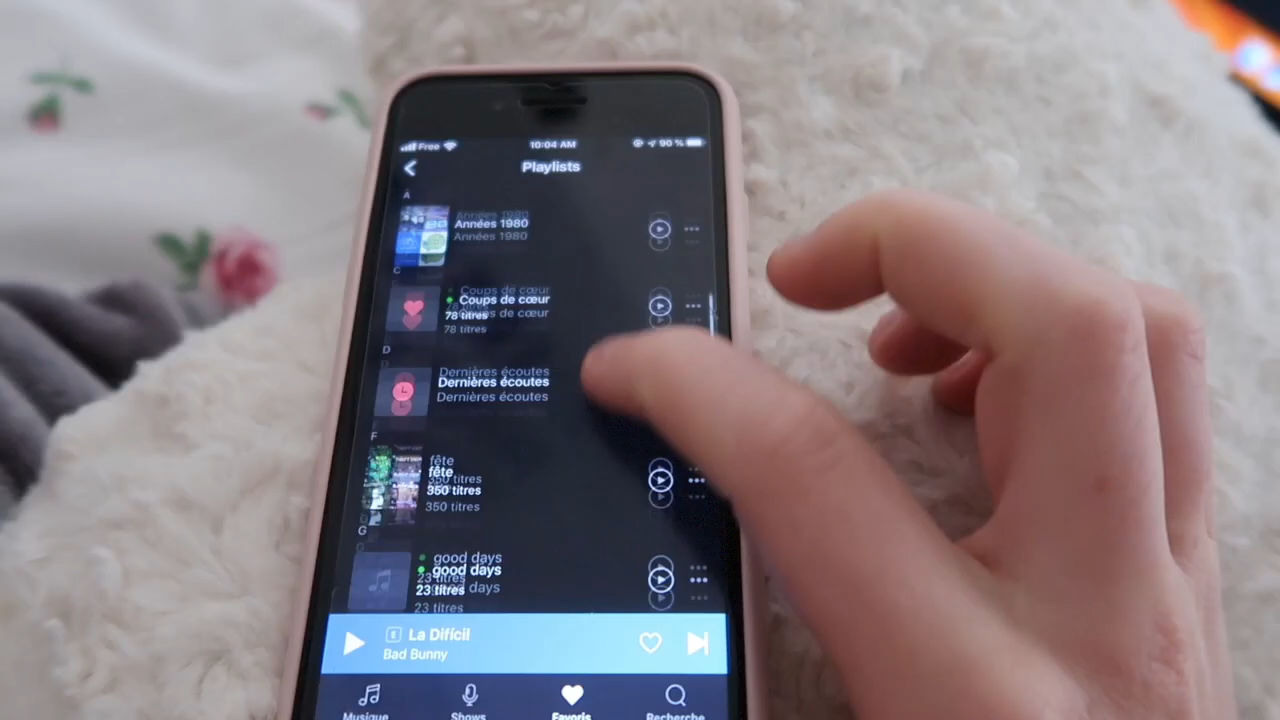 Free 10:04 AM 90 %
Playlists
A
Années 1980
Années 1980
C
Coups de cœur
78 titres
D
Dernières écoutes
Dernières écoutes
F
fête
350 titres
G
good days
23 titres
E La Difícil
Bad Bunny
Musique Shows Favoris Recherche